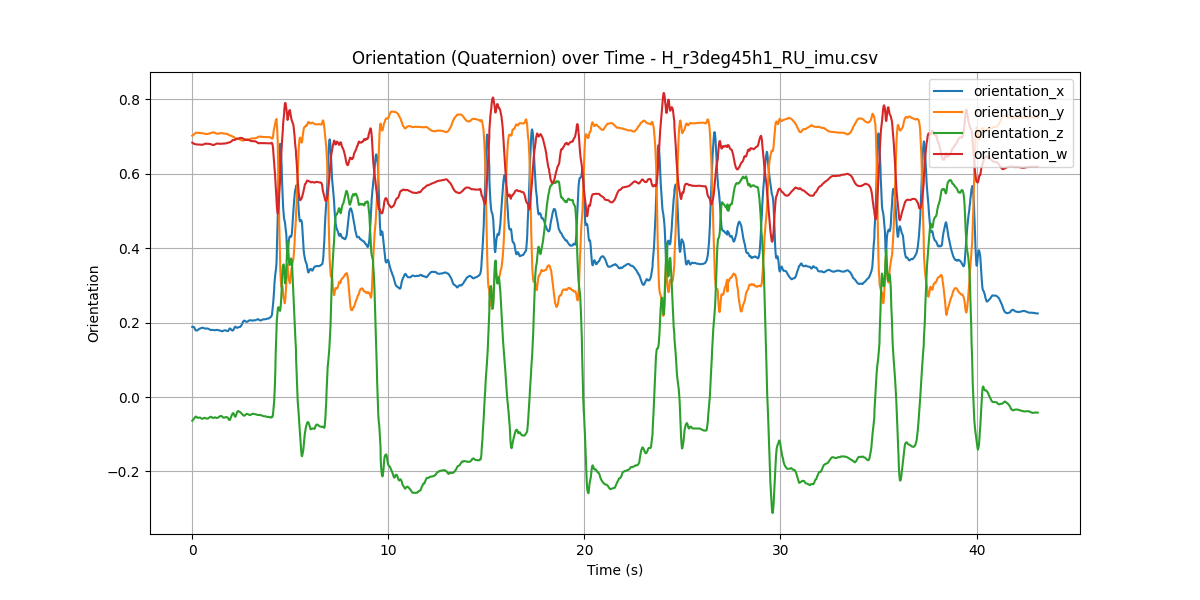 Orientation (Quaternion) over Time - H_r3deg45h1_RU_imu.csv
orientation_x
orientation_y
orientation_z
orientation_w
Orientation
0.8
0.6
0.4
0.2
0.0
−0.2
0
10
20
30
40
Time (s)